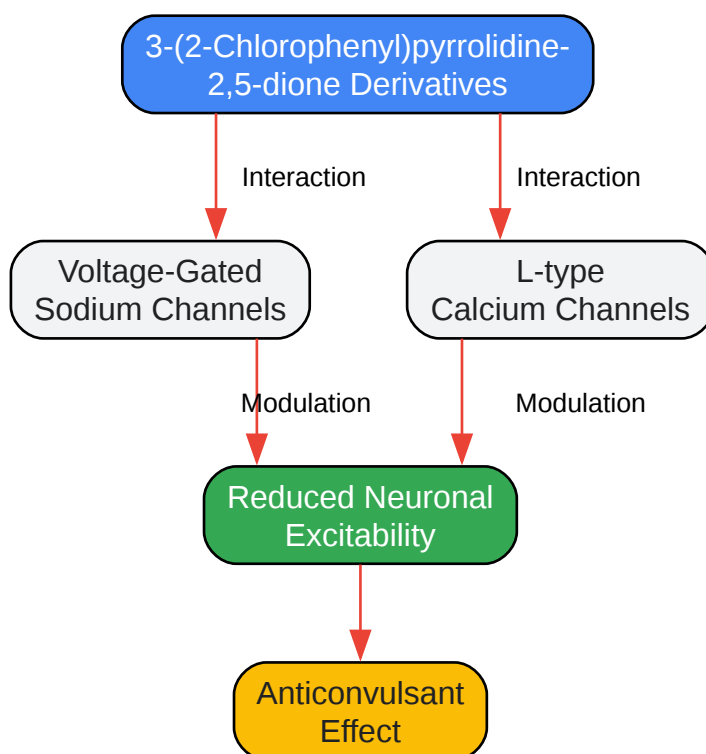 3-(2-Chlorophenyl)pyrrolidine-
2,5-dione Derivatives
Interaction
Interaction
Voltage-Gated
Sodium Channels
L-type
Calcium Channels
Modulation
Modulation
Reduced Neuronal
Excitability
Anticonvulsant
Effect